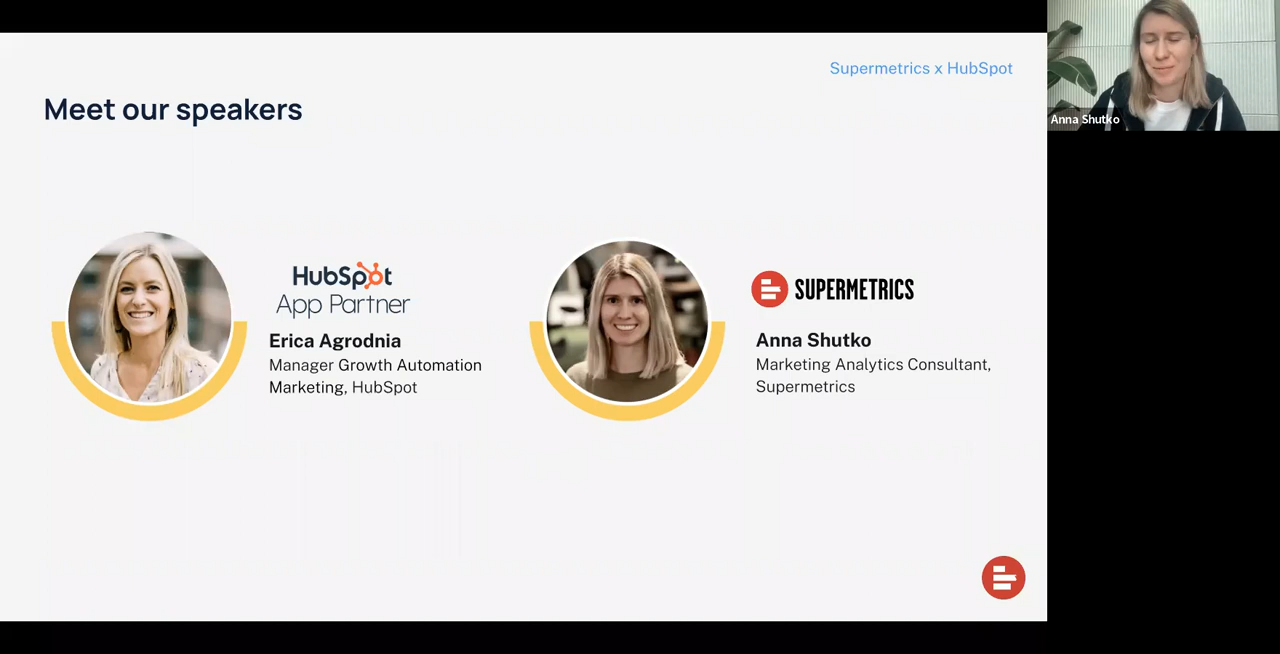 Supermetrics x HubSpot
Meet our speakers
HubSpot
App Partner
Erica Agrodnia
Manager Growth Automation
Marketing, HubSpot
SUPERMETRICS
Anna Shutko
Marketing Analytics Consultant,
Supermetrics
Anna Shutko